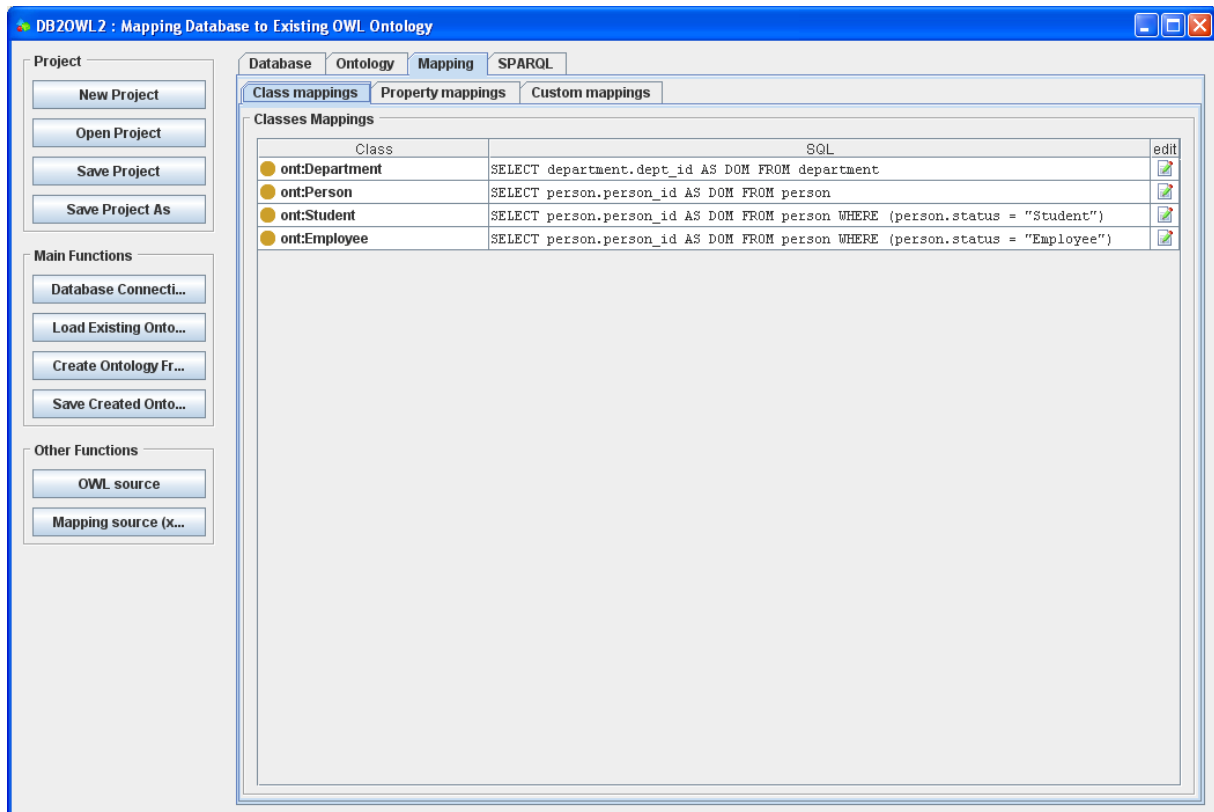 DB2OWL2 : Mapping Database to Existing OWL Ontology
Project
New Project
Open Project
Save Project
Save Project As
Main Functions
Database Connecti...
Load Existing Onto...
Create Ontology Fr...
Save Created Onto...
Other Functions
OWL source
Mapping source (x...
Database Ontology Mapping SPARQL
Class mappings Property mappings Custom mappings
Classes Mappings
Class SQL edit
ont:Department SELECT department.dept_id AS DOM FROM department
ont:Person SELECT person.person_id AS DOM FROM person
ont:Student SELECT person.person_id AS DOM FROM person WHERE (person.status = "Student")
ont:Employee SELECT person.person_id AS DOM FROM person WHERE (person.status = "Employee")